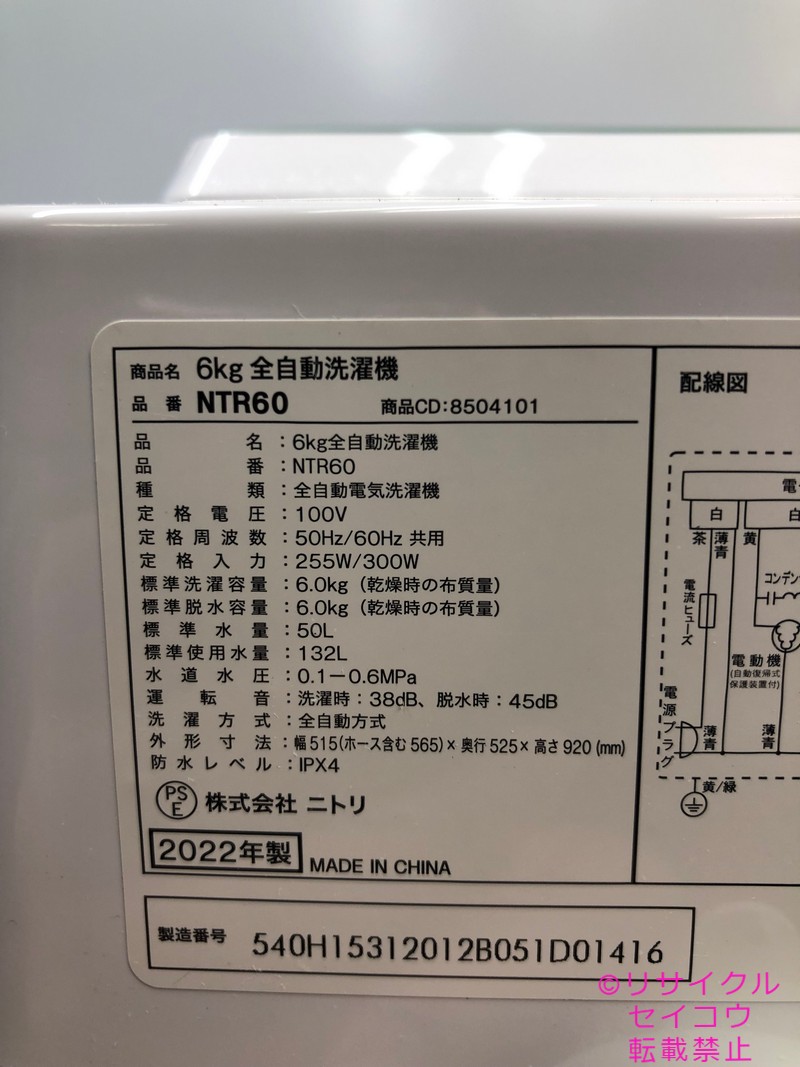 商品名 6kg 全自動洗濯機
品番 NTR60 商品CD:8504101
品名：6kg全自動洗濯機
品番：NTR60
種類：全自動電気洗濯機
定格電圧：100V
定格周波数：50Hz/60Hz 共用
定格入力：255W/300W
標準洗濯容量：6.0kg（乾燥時の布質量）
標準脱水容量：6.0kg（乾燥時の布質量）
標準水量：50L
標準使用水量：132L
水道水圧：0.1－0.6MPa
運転音：洗濯時：38dB、脱水時：45dB
洗濯方式：全自動方式
外形寸法：幅515(ホース含む565)×奥行525×高さ920(mm)
防水レベル：IPX4
PSE 株式会社 ニトリ
2022年製 MADE IN CHINA
製造番号 540H15312012B051D01416
配線図
白
白
茶
薄青
黄
電流ヒューズ
コンデン
電動機
(自動復帰式
保護装置付)
電源プラグ
薄青
薄青
黄/緑
©リサイクル
セイコウ
転載禁止